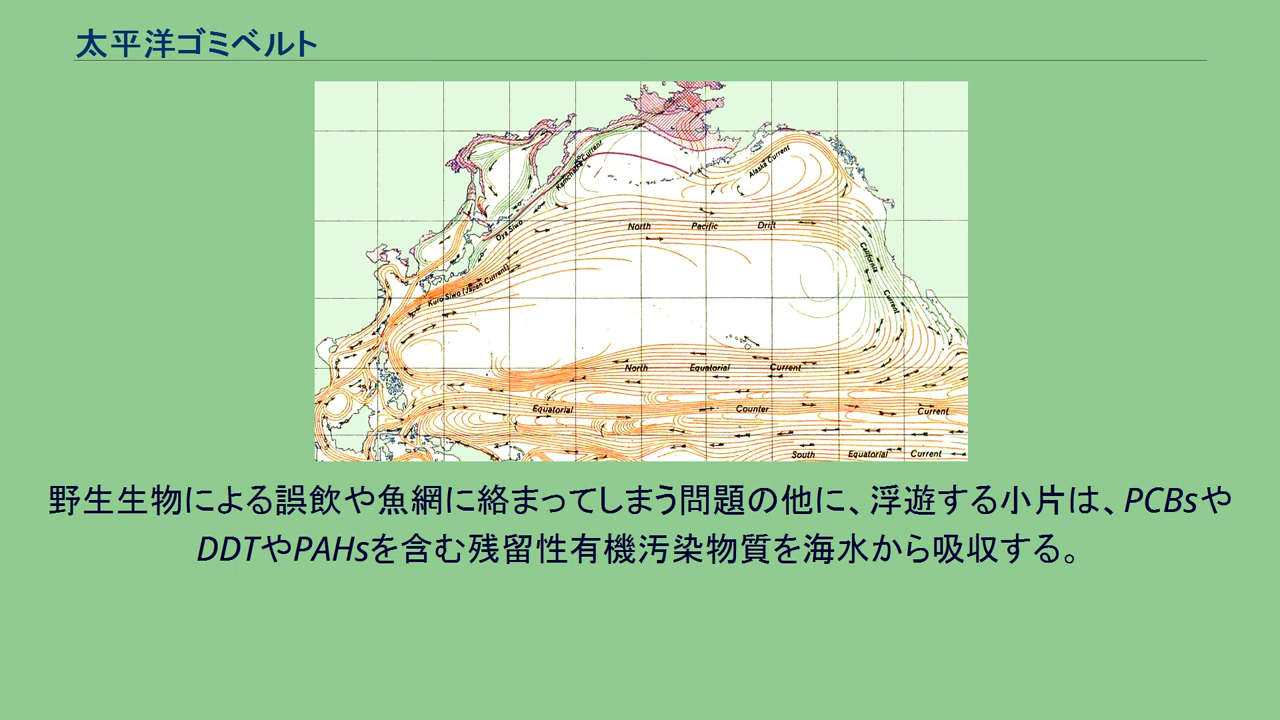 太平洋ゴミベルト
Kamchatka Current
Alaska Current
Oya Siwo
North Pacific Drift
California Current
Kuro Siwo (Japan Current)
North Equatorial Current
Equatorial Counter Current
South Equatorial Current
野生生物による誤飲や魚網に絡まってしまう問題の他に、浮遊する小片は、PCBsや
DDTやPAHsを含む残留性有機汚染物質を海水から吸収する。